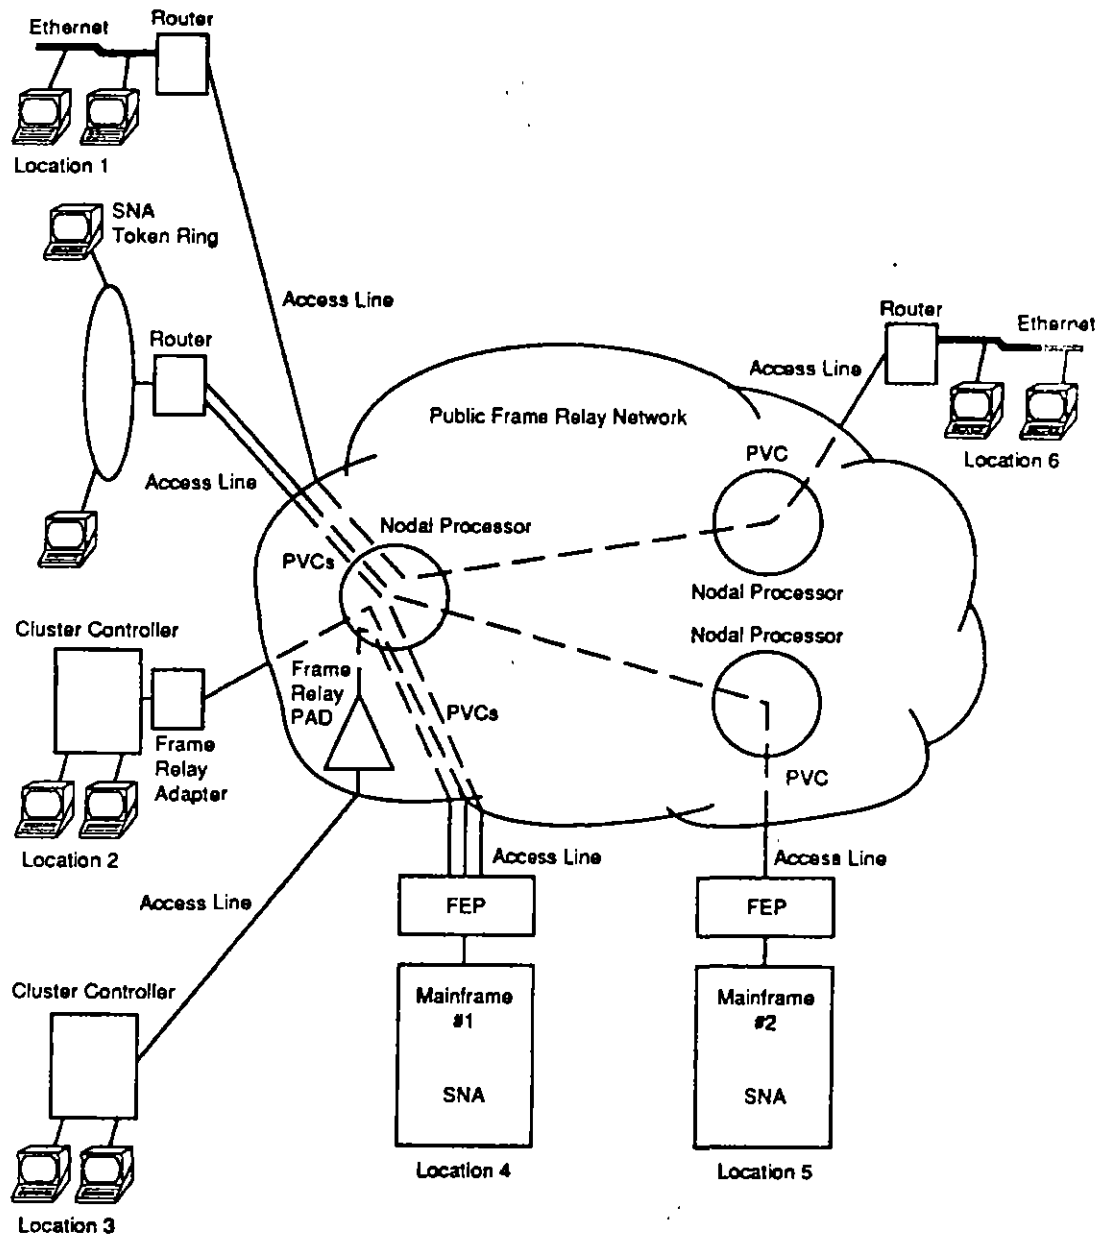 Ethernet
Router
Location 1
SNA
Token Ring
Access Line
Router
Access Line
Router
Ethernet
Access Line
Location 6
Public Frame Relay Network
PVC
Nodal Processor
PVCs
Nodal Processor
Nodal Processor
Cluster Controller
Frame
Relay
PAD
PVCs
Frame
Relay
Adapter
PVC
Location 2
Access Line
Access Line
Access Line
FEP
FEP
Cluster Controller
Mainframe
#1
SNA
Mainframe
#2
SNA
Location 4
Location 5
Location 3